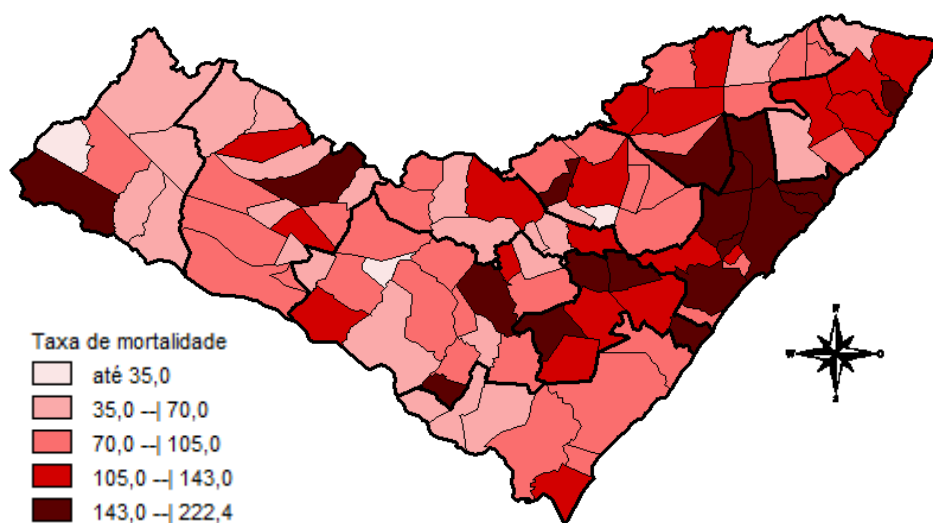 Taxa de mortalidade
até 35,0
35,0 --| 70,0
70,0 --| 105,0
105,0 --| 143,0
143,0 --| 222,4
W
O